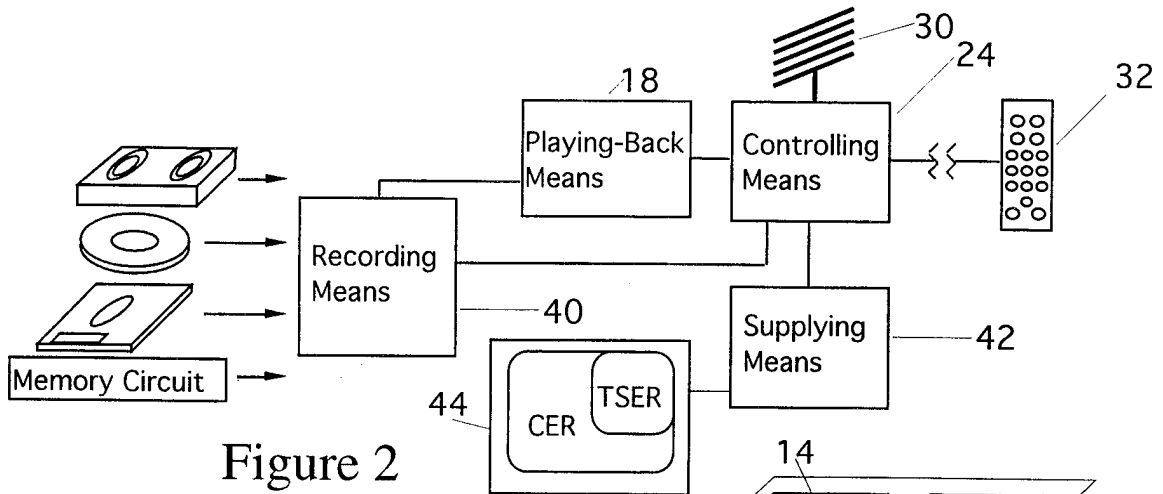 30
24
18
32
Playing-Back
Means
Controlling
Means
Recording
Means
40
Supplying
Means
42
Memory Circuit
44
TSER
CER
Figure 2
14